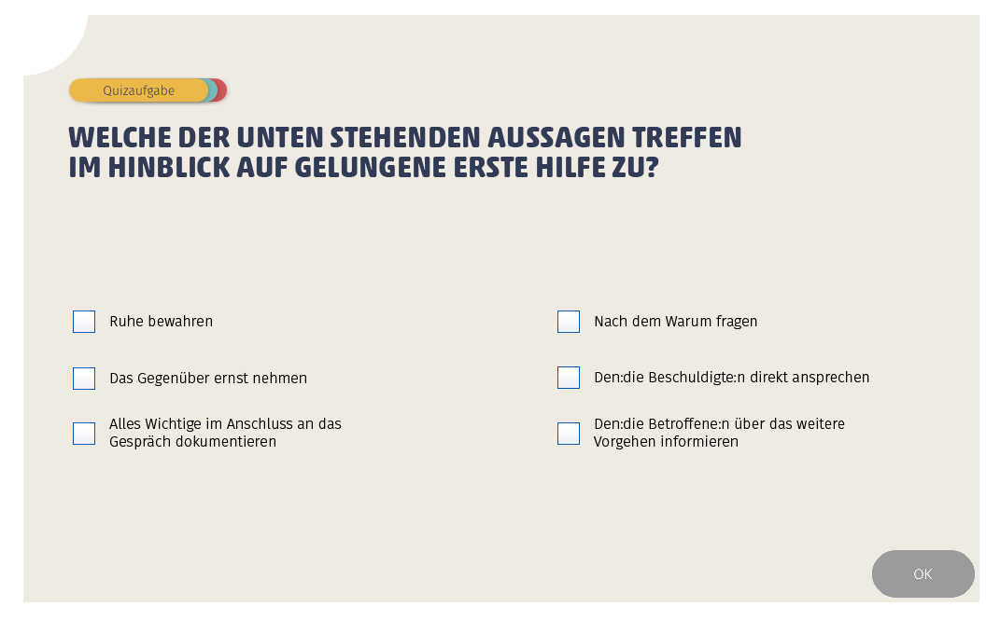 Quizaufgabe
WELCHE DER UNTEN STEHENDEN AUSSAGEN TREFFEN
IM HINBLICK AUF GELUNGENE ERSTE HILFE ZU?
Ruhe bewahren
Das Gegenüber ernst nehmen
Alles Wichtige im Anschluss an das
Gespräch dokumentieren
Nach dem Warum fragen
Den:die Beschuldigte:n direkt ansprechen
Den:die Betroffene:n über das weitere
Vorgehen informieren
OK